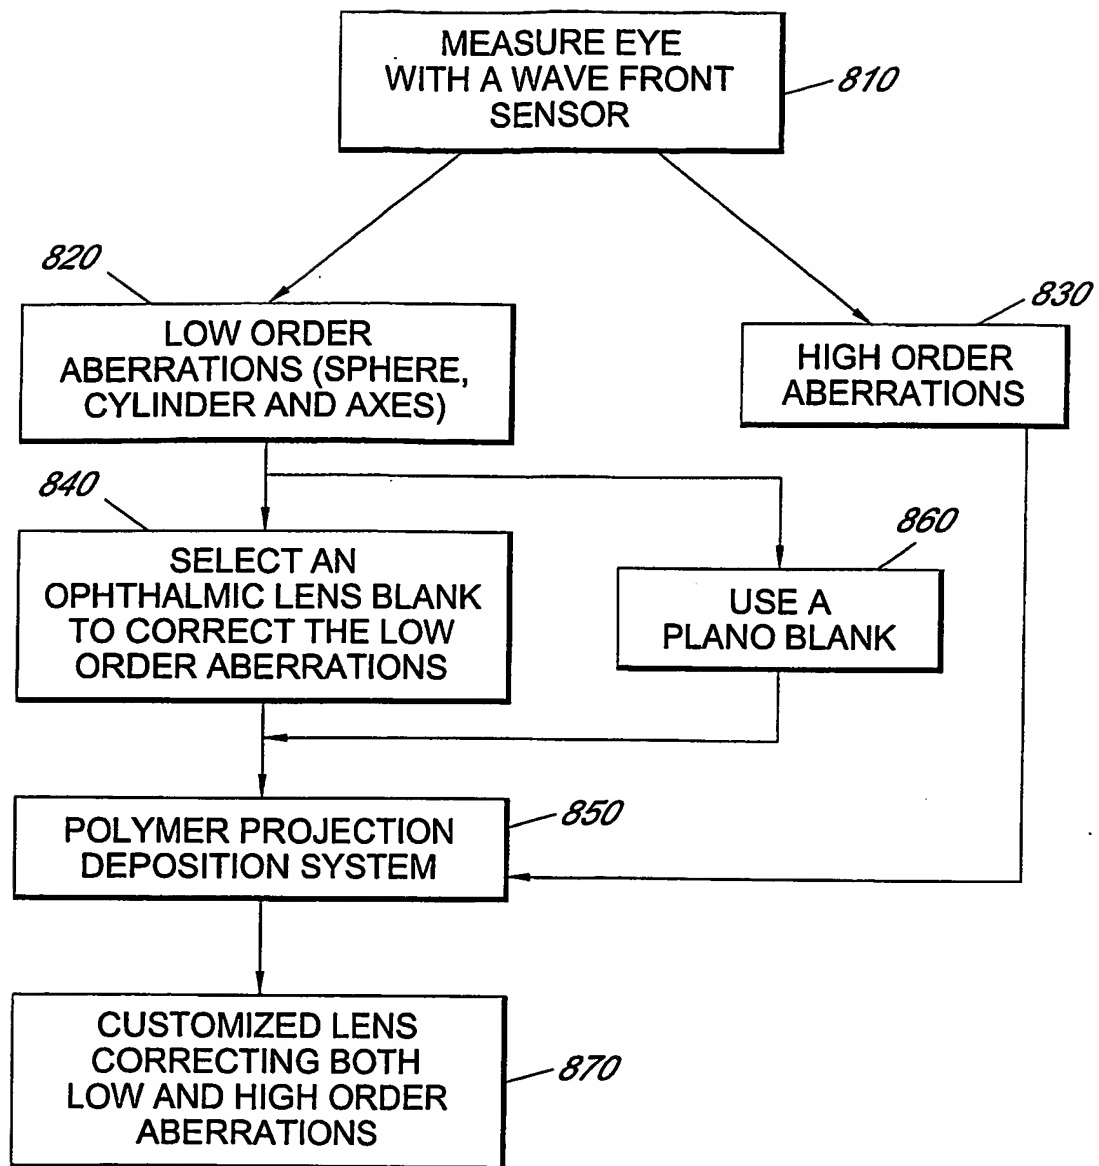 MEASURE EYE
WITH A WAVE FRONT
SENSOR
810
820
LOW ORDER
ABERRATIONS (SPHERE,
CYLINDER AND AXES)
830
HIGH ORDER
ABERRATIONS
840
SELECT AN
OPHTHALMIC LENS BLANK
TO CORRECT THE LOW
ORDER ABERRATIONS
860
USE A
PLANO BLANK
POLYMER PROJECTION
DEPOSITION SYSTEM
850
CUSTOMIZED LENS
CORRECTING BOTH
LOW AND HIGH ORDER
ABERRATIONS
870